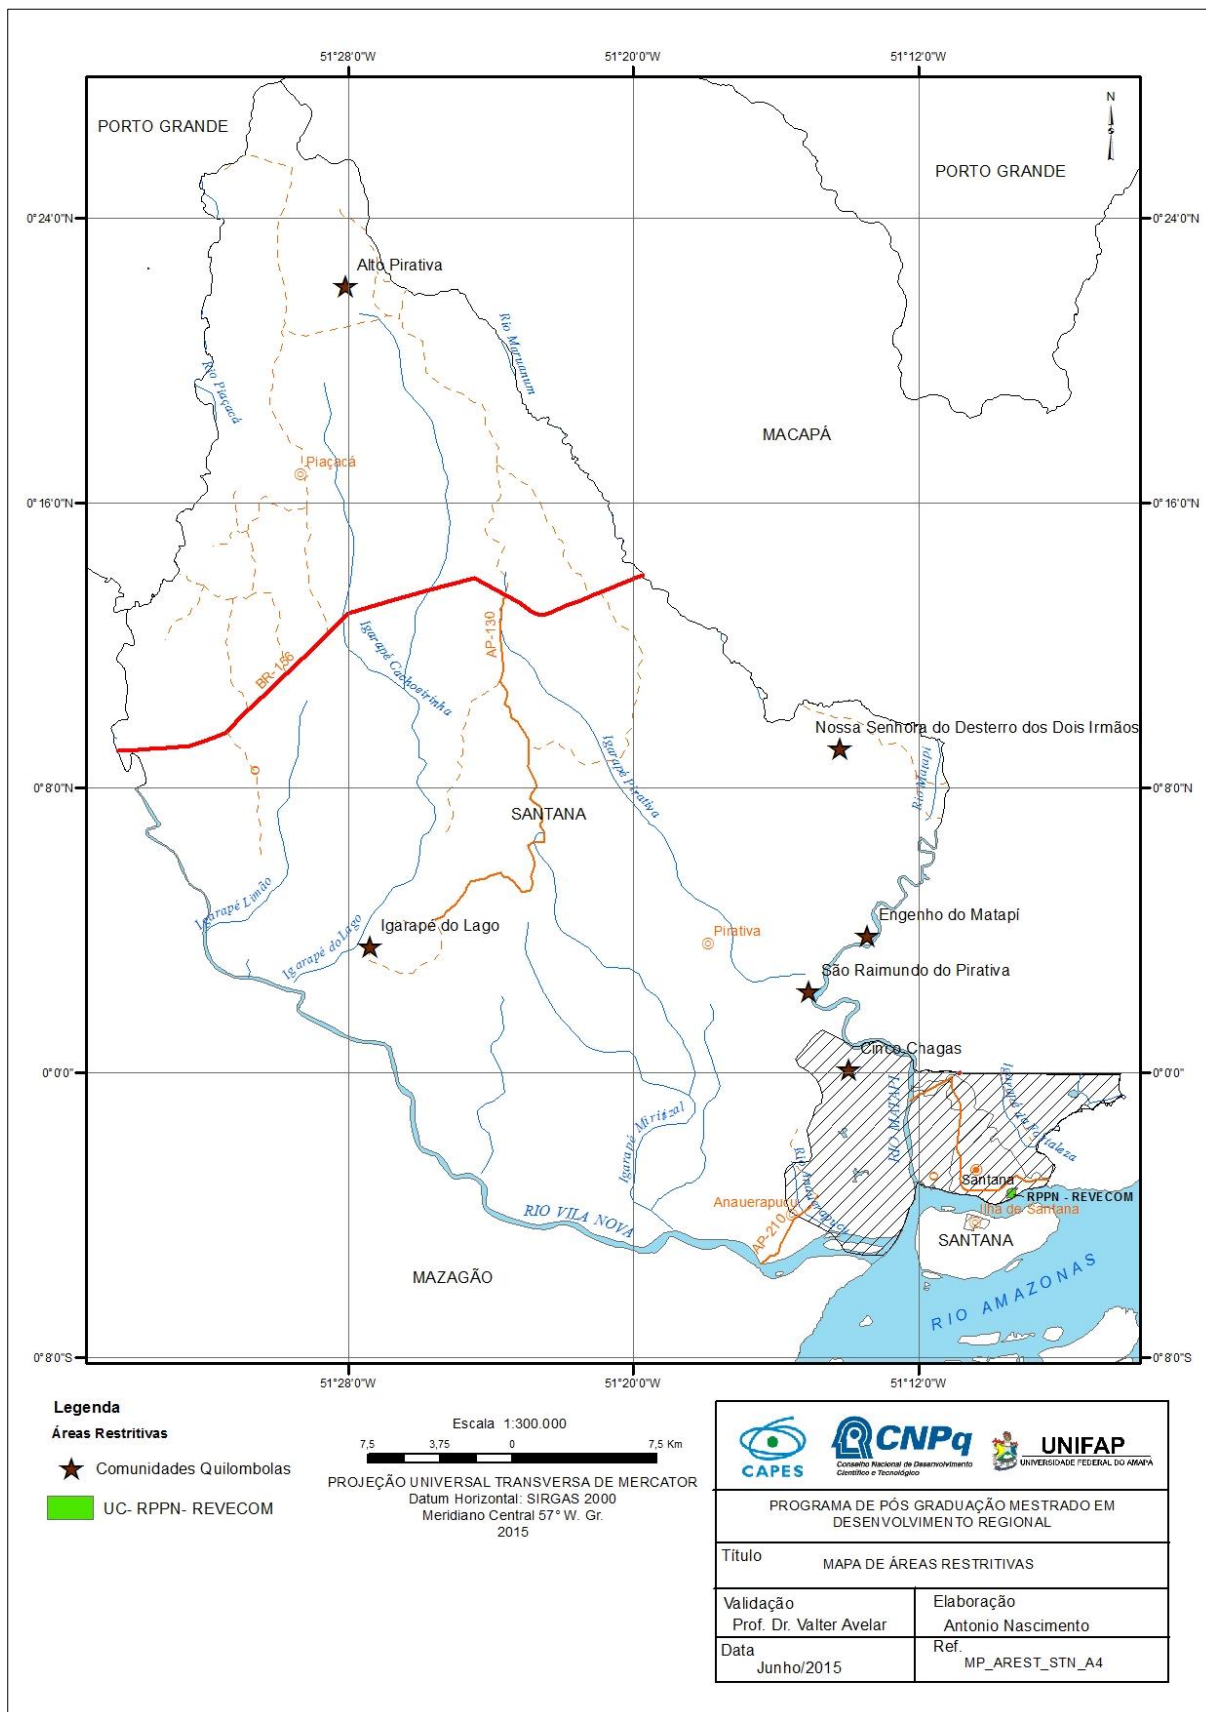 51°28'0"W
51°20'0"W
51°12'0"W
N
S
PORTO GRANDE
PORTO GRANDE
0°24'0"N
0°24'0"N
Alto Pirativa
Rio Maruanum
Rio Piaçacá
MACAPÁ
Piaçacá
0°16'0"N
0°16'0"N
AP-130
Igarapé Cachoeirinha
BR-156
Nossa Senhora do Desterro dos Dois Irmãos
Igarapé Pirativa
Rio Matapí
0°8'0"N
0°8'0"N
SANTANA
Igarapé Limão
Engenho do Matapí
Igarapé do Lago
Igarapé do Lago
Pirativa
São Raimundo do Pirativa
Cinco Chagas
0°0'0"
0°0'0"
RIO MATAPI
Igarapé da Fortaleza
Igarapé Mirițzal
Rio Anauerapucu
Santana
RPPN - REVECOM
Anauerapucu
Ilha de Santana
RIO VILA NOVA
AP-210
SANTANA
MAZAGÃO
RIO AMAZONAS
0°8'0"S
0°8'0"S
51°28'0"W
51°20'0"W
51°12'0"W
Legenda
Áreas Restritivas
Comunidades Quilombolas
UC- RPPN- REVECOM
Escala 1:300.000
7,5 3,75 0 7,5 Km
PROJEÇÃO UNIVERSAL TRANSVERSA DE MERCATOR
Datum Horizontal: SIRGAS 2000
Meridiano Central 57° W. Gr.
2015
CAPES
CNPq
Conselho Nacional de Desenvolvimento
Científico e Tecnológico
UNIFAP
UNIVERSIDADE FEDERAL DO AMAPÁ
PROGRAMA DE PÓS GRADUAÇÃO MESTRADO EM
DESENVOLVIMENTO REGIONAL
Título
MAPA DE ÁREAS RESTRITIVAS
Validação
Prof. Dr. Valter Avelar
Elaboração
Antonio Nascimento
Data
Junho/2015
Ref.
MP_AREST_STN_A4